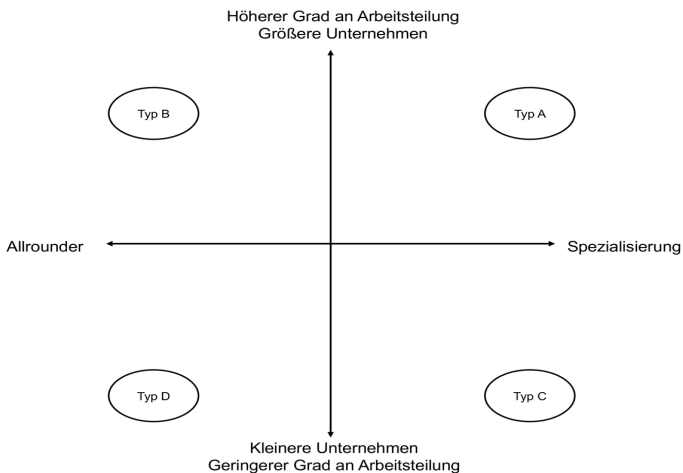 Höherer Grad an Arbeitsteilung
Größere Unternehmen
Typ B
Typ A
Allrounder
Spezialisierung
Typ D
Typ C
Kleinere Unternehmen
Geringerer Grad an Arbeitsteilung